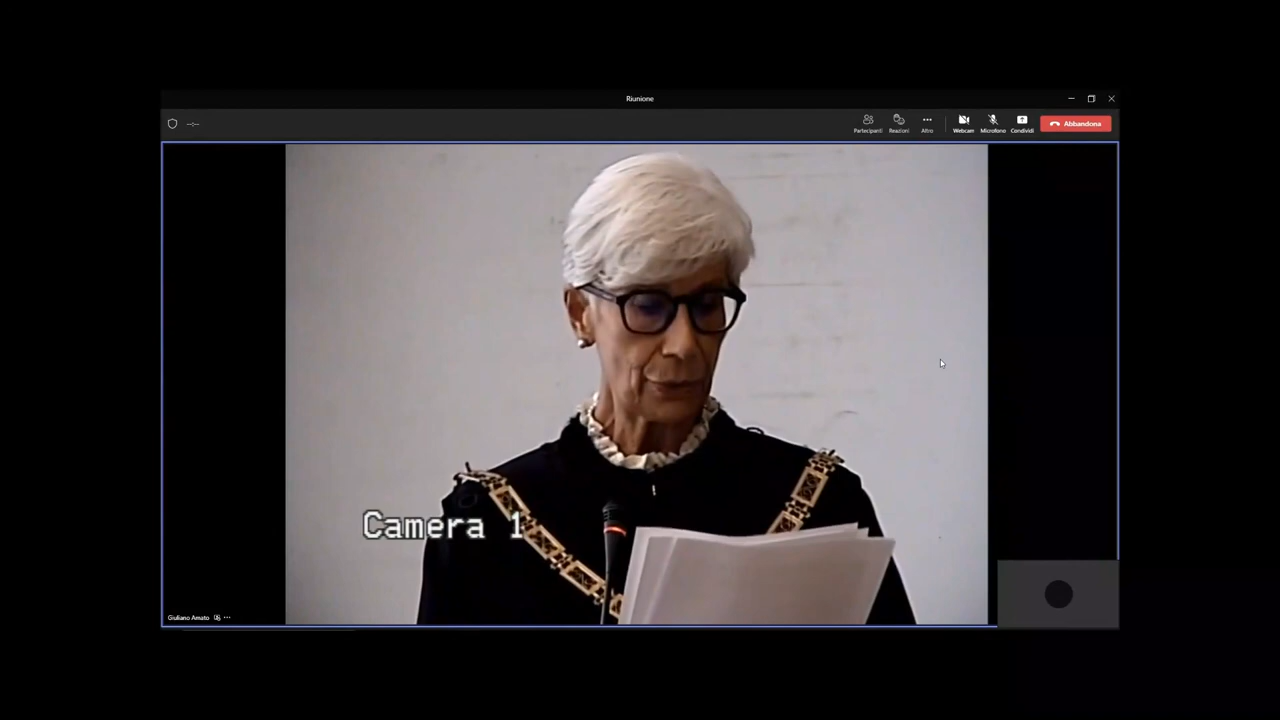 Riunione
Partecipanti Reazioni Altro Webcam Microfono Condividi Abbandona
Camera 1
Giuliano Amato